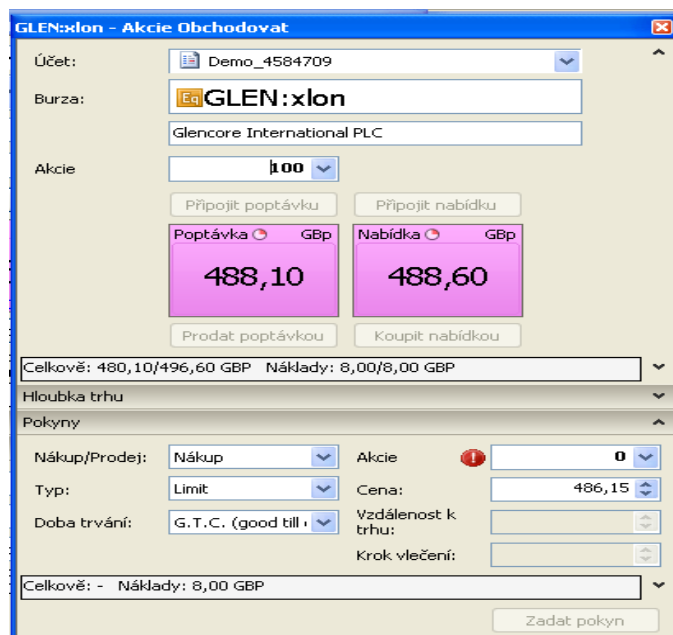 GLEN:xlon - Akcie Obchodovat
Účet: Demo_4584709
Burza: Eq GLEN:xlon
Glencore International PLC
Akcie 100
Připojit poptávku Připojit nabídku
Poptávka GBp Nabídka GBp
488,10 488,60
Prodat poptávkou Koupit nabídkou
Celkově: 480,10/496,60 GBP Náklady: 8,00/8,00 GBP
Hloubka trhu
Pokyny
Nákup/Prodej: Nákup Akcie 0
Typ: Limit Cena: 486,15
Doba trvání: G.T.C. (good till Vzdálenost k
trhu:
Krok vlečení:
Celkově: - Náklady: 8,00 GBP
Zadat pokyn